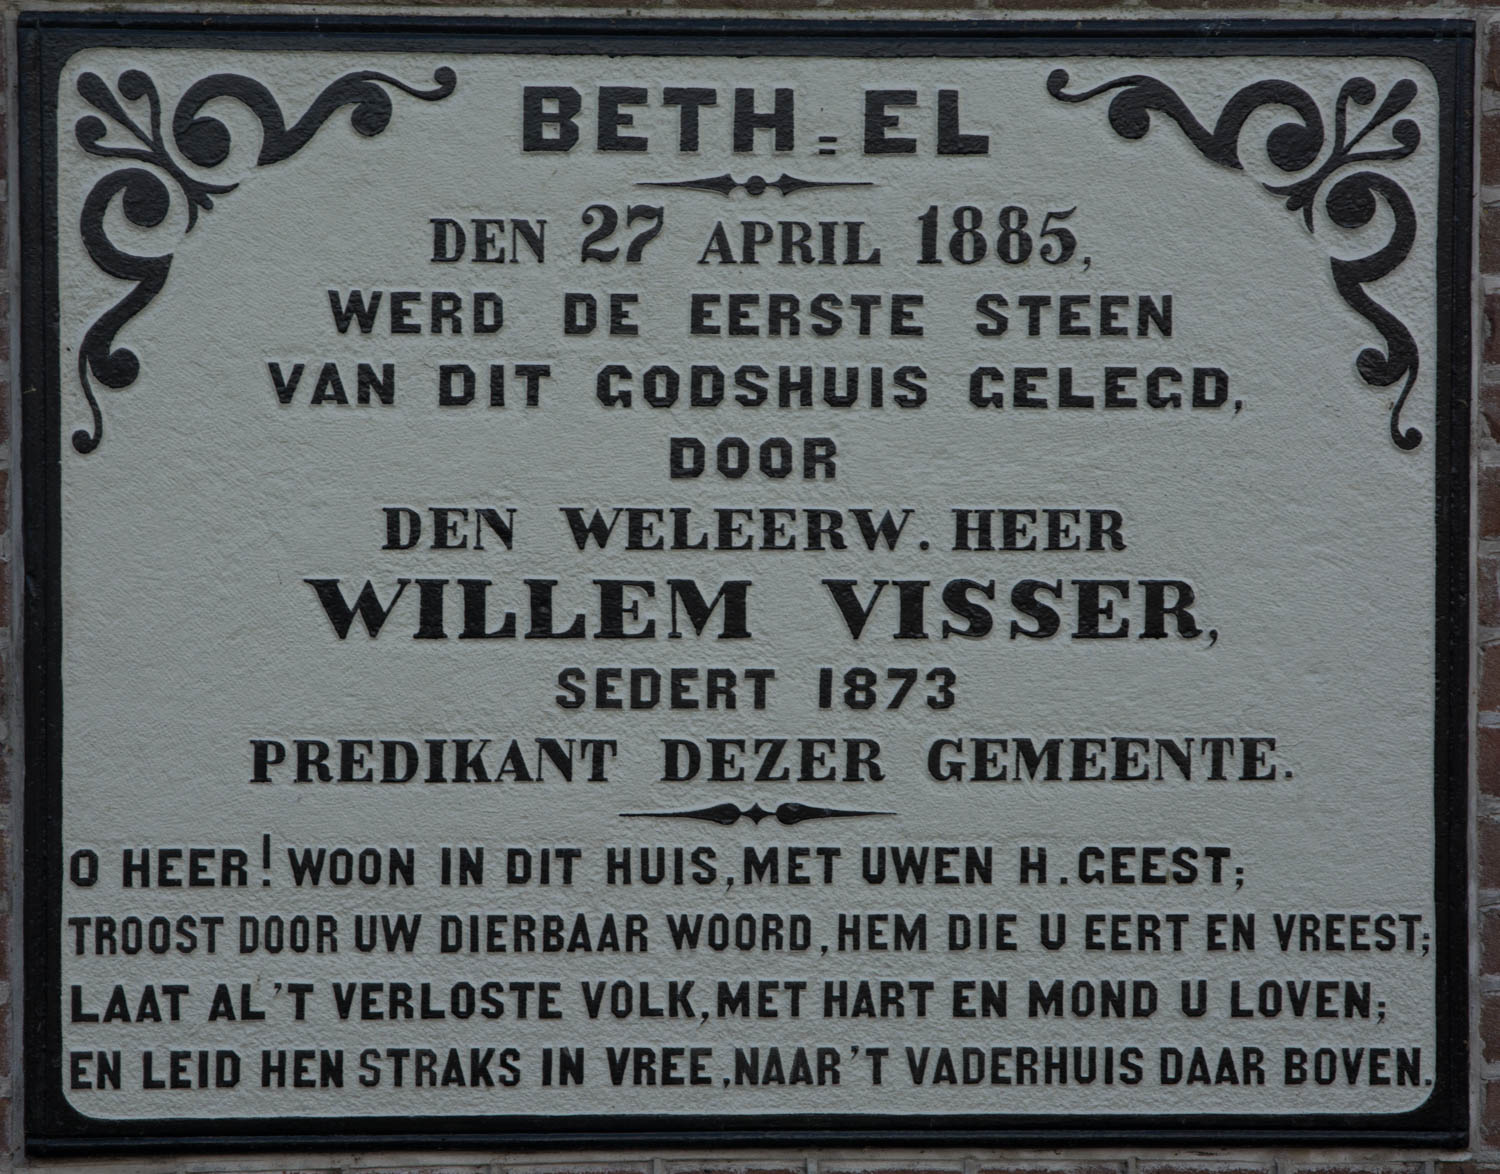 BETH=EL
DEN 27 APRIL 1885,
WERD DE EERSTE STEEN
VAN DIT GODSHUIS GELEGD,
DOOR
DEN WELEERW. HEER
WILLEM VISSER,
SEDERT 1873
PREDIKANT DEZER GEMEENTE.
O HEER! WOON IN DIT HUIS, MET UWEN H. GEEST;
TROOST DOOR UW DIERBAAR WOORD, HEM DIE U EERT EN VREEST;
LAAT AL 'T VERLOSTE VOLK, MET HART EN MOND U LOVEN;
EN LEID HEN STRAKS IN VREE, NAAR 'T VADERHUIS DAAR BOVEN.